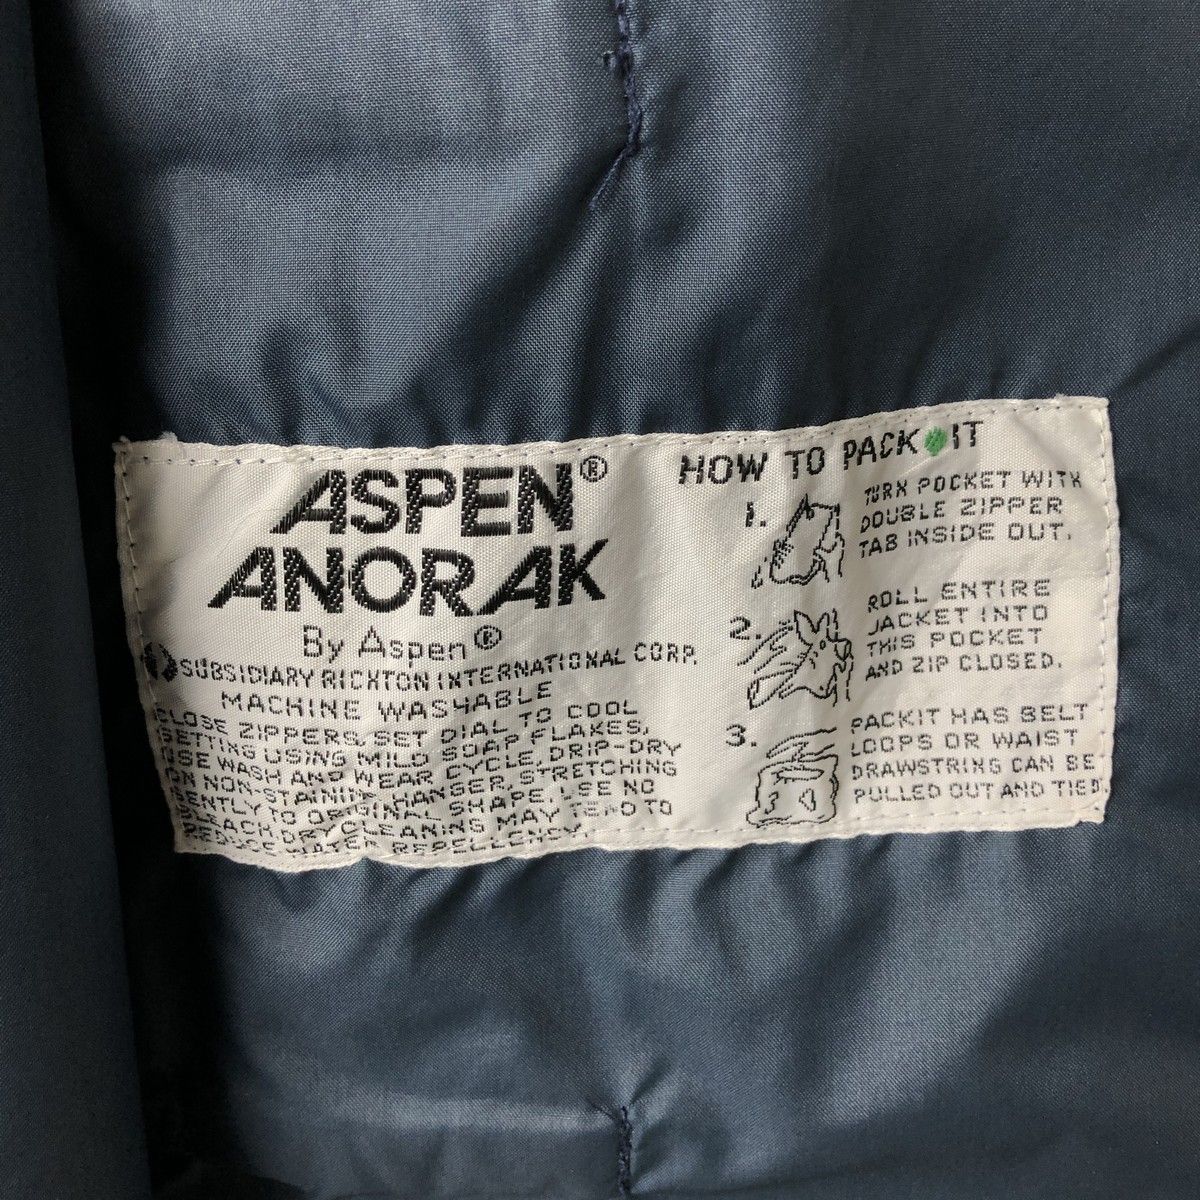 ASPEN®
ANORAK
By Aspen®
SUBSIDIARY RICHTON INTERNATIONAL CORP.
MACHINE WASHABLE
CLOSE ZIPPERS, SET DIAL TO COOL
SETTING USING MILD SOAP FLAKES,
USE WASH AND WEAR CYCLE, DRIP-DRY
ON NON-STAINING HANGER, STRETCHING
GENTLY TO ORIGINAL SHAPE. USE NO
BLEACH. DRY CLEANING MAY TEND TO
REDUCE WATER REPELLENCY
HOW TO PACK IT
1. TURN POCKET WITH
DOUBLE ZIPPER
TAB INSIDE OUT.
2. ROLL ENTIRE
JACKET INTO
THIS POCKET
AND ZIP CLOSED.
3. PACKIT HAS BELT
LOOPS OR WAIST
DRAWSTRING CAN BE
PULLED OUT AND TIED